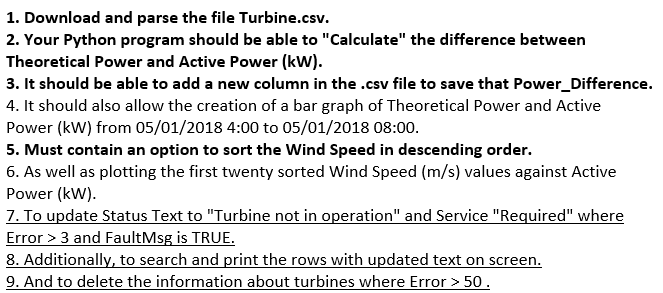 1. Download and parse the file Turbine.csv.
2. Your Python program should be able to "Calculate" the difference between
Theoretical Power and Active Power (kW).
3. It should be able to add a new column in the .csv file to save that Power_Difference.
4. It should also allow the creation of a bar graph of Theoretical Power and Active
Power (kW) from 05/01/2018 4:00 to 05/01/2018 08:00.
5. Must contain an option to sort the Wind Speed in descending order.
6. As well as plotting the first twenty sorted Wind Speed (m/s) values against Active
Power (kW).
7. To update Status Text to "Turbine not in operation" and Service "Required" where
Error > 3 and FaultMsg is TRUE.
8. Additionally, to search and print the rows with updated text on screen.
9. And to delete the information about turbines where Error > 50 .